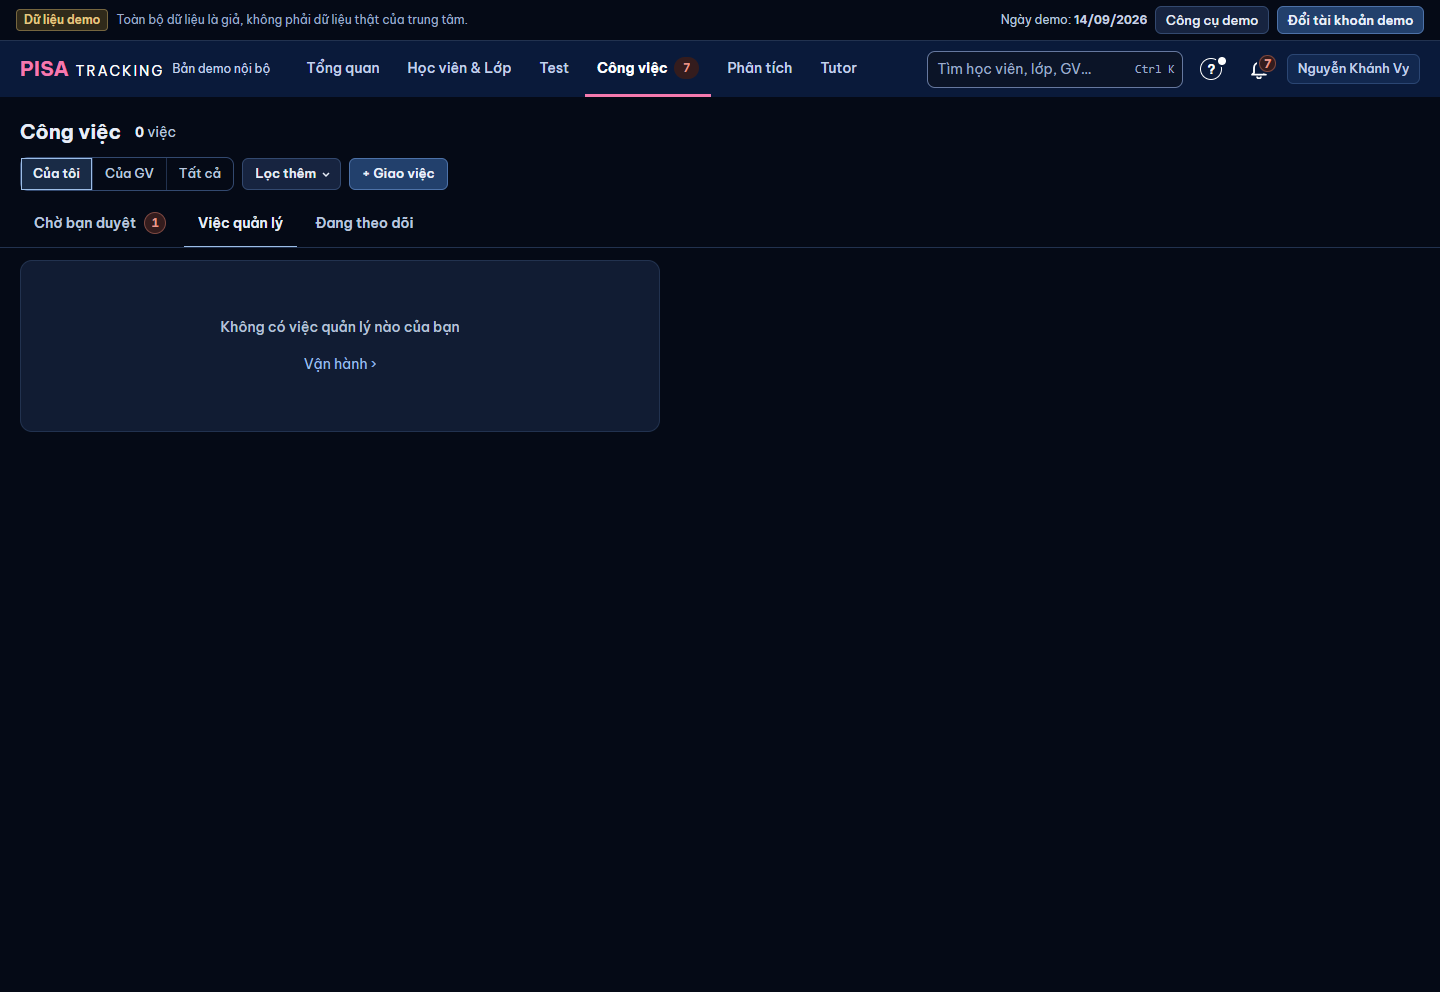 Dữ liệu demo Toàn bộ dữ liệu là giả, không phải dữ liệu thật của trung tâm. Ngày demo: 14/09/2026 Công cụ demo Đổi tài khoản demo
PISA TRACKING Bản demo nội bộ Tổng quan Học viên & Lớp Test Công việc 7 Phân tích Tutor Tìm học viên, lớp, GV... Ctrl K ? 7 Nguyễn Khánh Vy
Công việc 0 việc
Của tôi Của GV Tất cả Lọc thêm + Giao việc
Chờ bạn duyệt 1 Việc quản lý Đang theo dõi
Không có việc quản lý nào của bạn
Vận hành ›